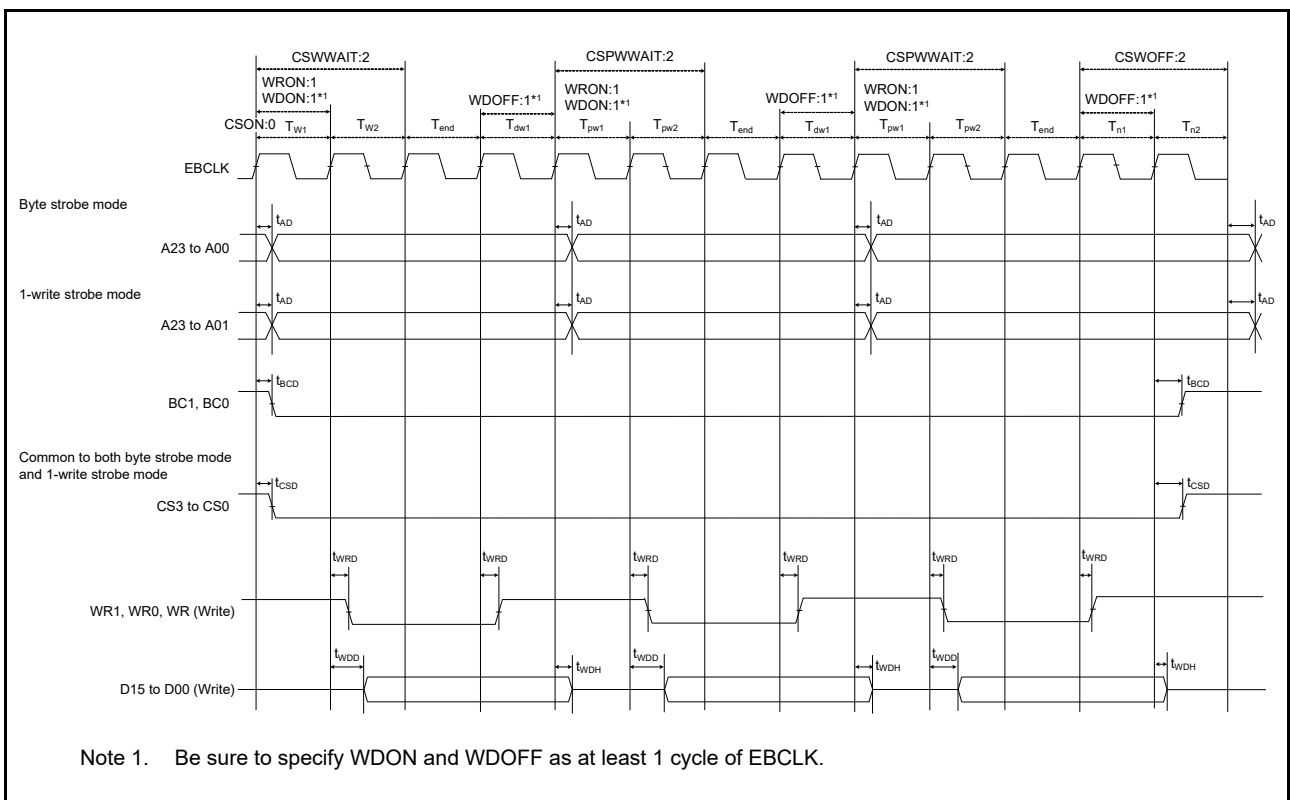 CSWWAIT:2 CSPWWAIT:2 CSPWWAIT:2 CSWOFF:2
WRON:1 WRON:1 WRON:1
WDON:1*1 WDOFF:1*1 WDON:1*1 WDOFF:1*1 WDON:1*1 WDOFF:1*1
CSON:0 TW1 TW2 Tend Tdw1 Tpw1 Tpw2 Tend Tdw1 Tpw1 Tpw2 Tend Tn1 Tn2
EBCLK
Byte strobe mode
tAD tAD tAD tAD
A23 to A00
1-write strobe mode
tAD tAD tAD tAD
A23 to A01
tBCD tBCD
BC1, BC0
Common to both byte strobe mode
and 1-write strobe mode
tCSD tCSD
CS3 to CS0
tWRD tWRD tWRD tWRD tWRD tWRD
WR1, WR0, WR (Write)
tWDD tWDH tWDD tWDH tWDD tWDH
D15 to D00 (Write)
Note 1. Be sure to specify WDON and WDOFF as at least 1 cycle of EBCLK.